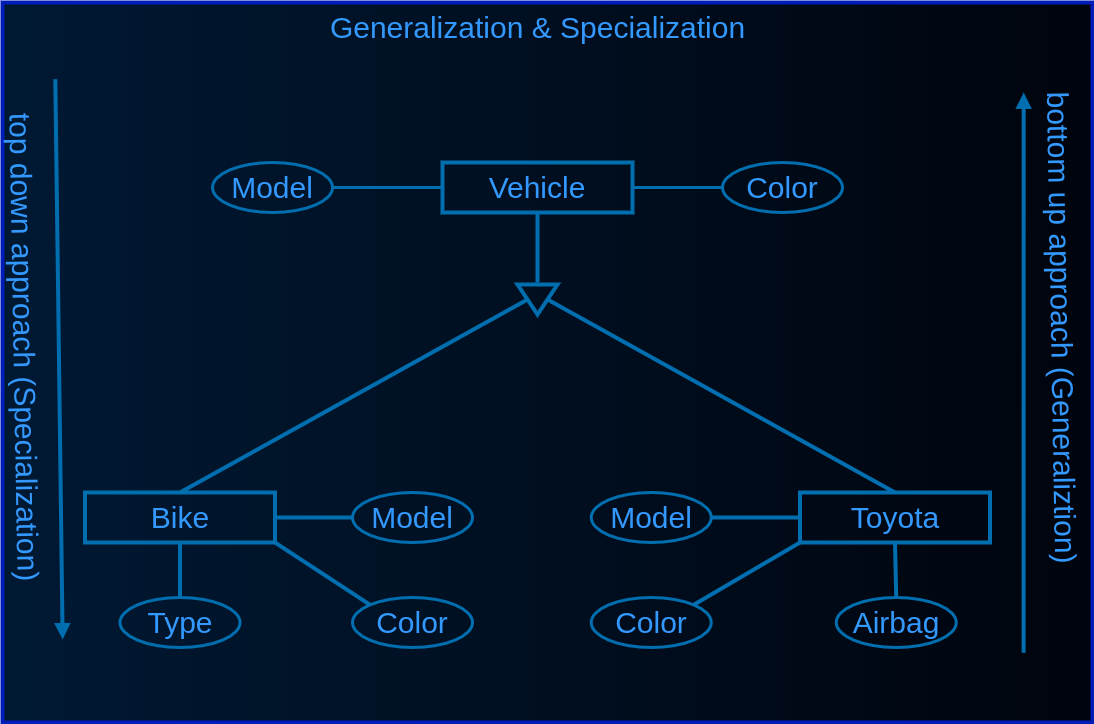 Generalization & Specialization
top down approach (Specialization)
bottom up approach (Generaliztion)
Model
Vehicle
Color
Bike
Model
Model
Toyota
Type
Color
Color
Airbag